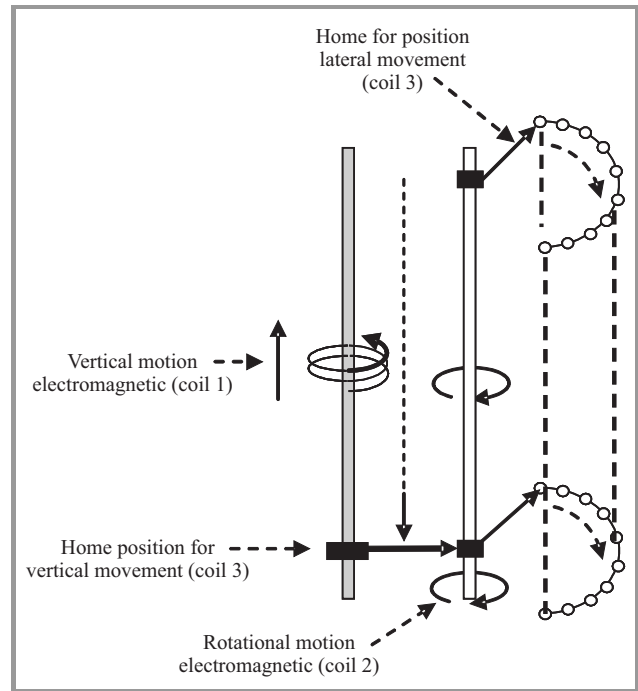 Home for position
lateral movement
(coil 3)
Vertical motion
electromagnetic (coil 1)
Home position for
vertical movement (coil 3)
Rotational motion
electromagnetic (coil 2)